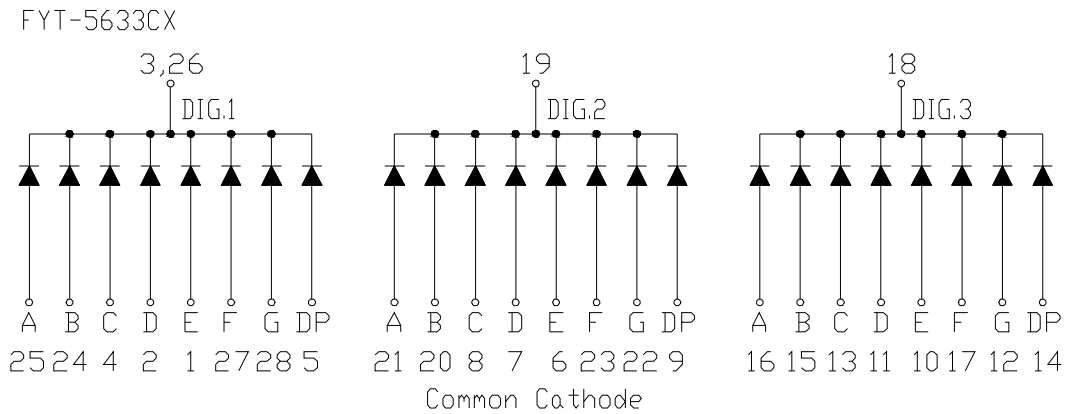 FYT-5633CX
3,26 19 18
DIG.1 DIG.2 DIG.3
A B C D E F G DP A B C D E F G DP A B C D E F G DP
25 24 4 2 1 27 28 5 21 20 8 7 6 23 22 9 16 15 13 11 10 17 12 14
Common Cathode